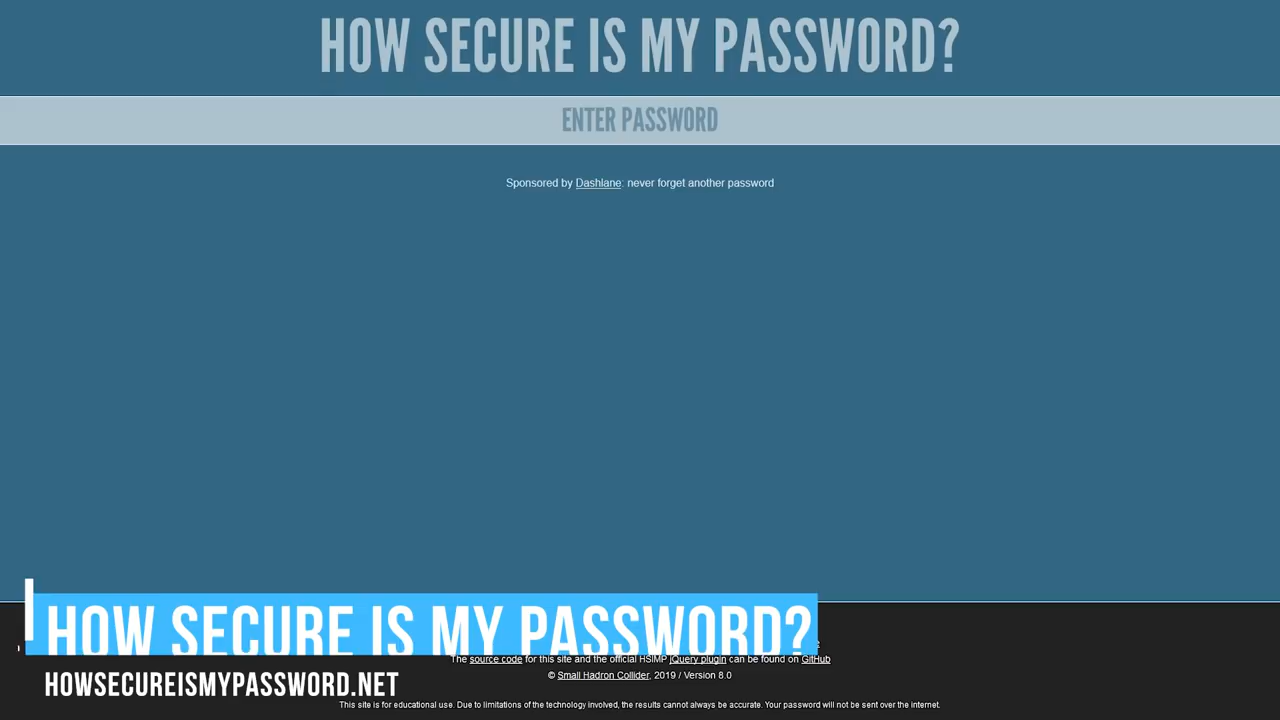 HOW SECURE IS MY PASSWORD?
ENTER PASSWORD
Sponsored by Dashlane: never forget another password
HOW SECURE IS MY PASSWORD?
The source code for this site and the official HSIMP jQuery plugin can be found on GitHub
© Small Hadron Collider, 2019 / Version 8.0
HOWSECUREISMYPASSWORD.NET
This site is for educational use. Due to limitations of the technology involved, the results cannot always be accurate. Your password will not be sent over the internet.